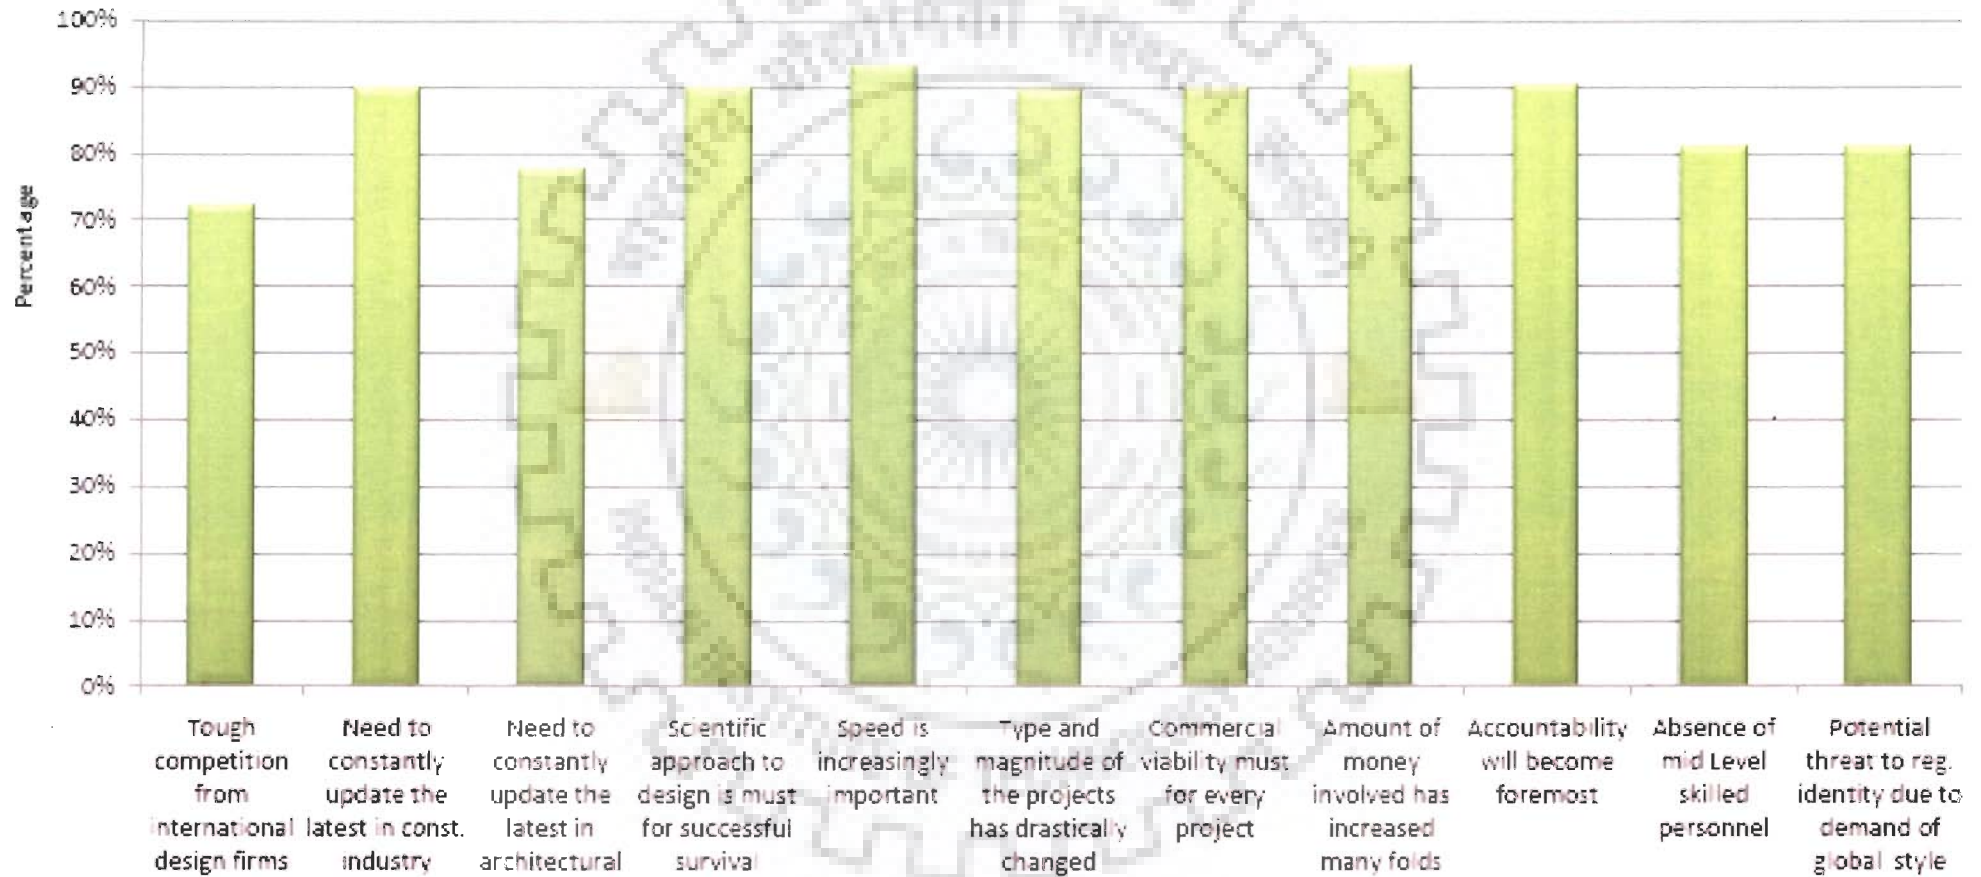 100%
90%
80%
70%
60%
50%
40%
30%
20%
10%
0%
Percentage
Tough
competition
from
international
design firms
Need to
constantly
update the
latest in const.
industry
Need to
constantly
update the
latest in
architectural
Scientific
approach to
design is must
for successful
survival
Speed is
increasingly
important
Type and
magnitude of
the projects
has drastically
changed
Commercial
viability must
for every
project
Amount of
money
involved has
increased
many folds
Accountability
will become
foremost
Absence of
mid Level
skilled
personnel
Potential
threat to reg.
identity due to
demand of
global style